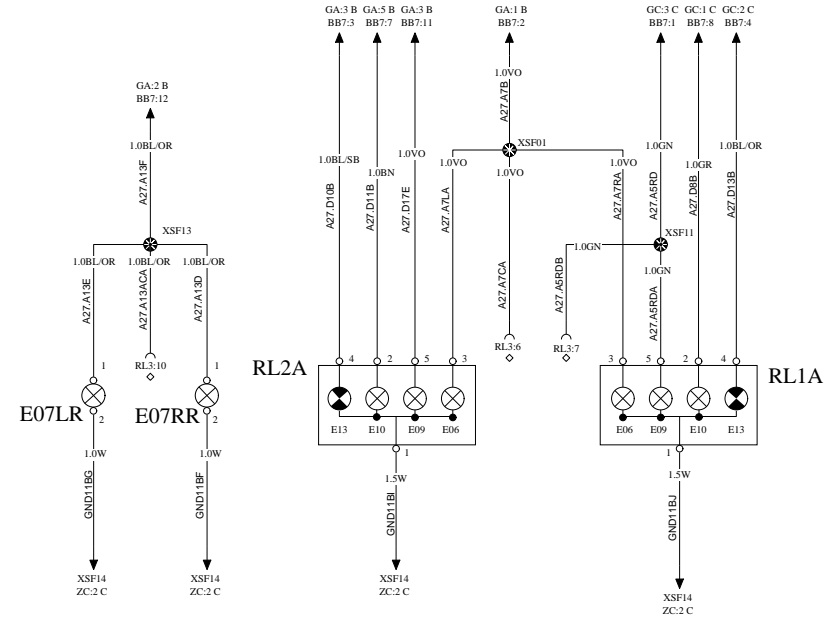 GA:3 B GA:5 B GA:3 B GA:1 B GC:3 C GC:1 C GC:2 C
BB7:3 BB7:7 BB7:11 BB7:2 BB7:1 BB7:8 BB7:4
GA:2 B
BB7:12
1.0VO
A27.A7B
1.0BL/OR
A27.A13F
XSF01
1.0BL/SB
1.0BN
1.0VO
1.0VO
1.0VO
1.0VO
1.0GN
1.0GR
1.0BL/OR
A27.D10B
A27.D11B
A27.D17E
A27.A7LA
A27.A7RA
A27.A5RD
A27.D8B
A27.D13B
XSF13
XSF11
1.0BL/OR 1.0BL/OR 1.0BL/OR
A27.A13E
A27.A13ACA
A27.A13D
1.0GN
1.0GN
A27.A7CA
A27.A5RDB
A27.A5RDA
RL3:10
RL3:6
RL3:7
1 1
RL2A
4 2 5 3
3 5 2 4
RL1A
E07LR
2
E07RR
2
E13 E10 E09 E06
E06 E09 E10 E13
1
1
1.0W 1.0W
1.5W
1.5W
GND11BG
GND11BF
GND11BI
GND11BJ
XSF14
ZC:2 C
XSF14
ZC:2 C
XSF14
ZC:2 C
XSF14
ZC:2 C